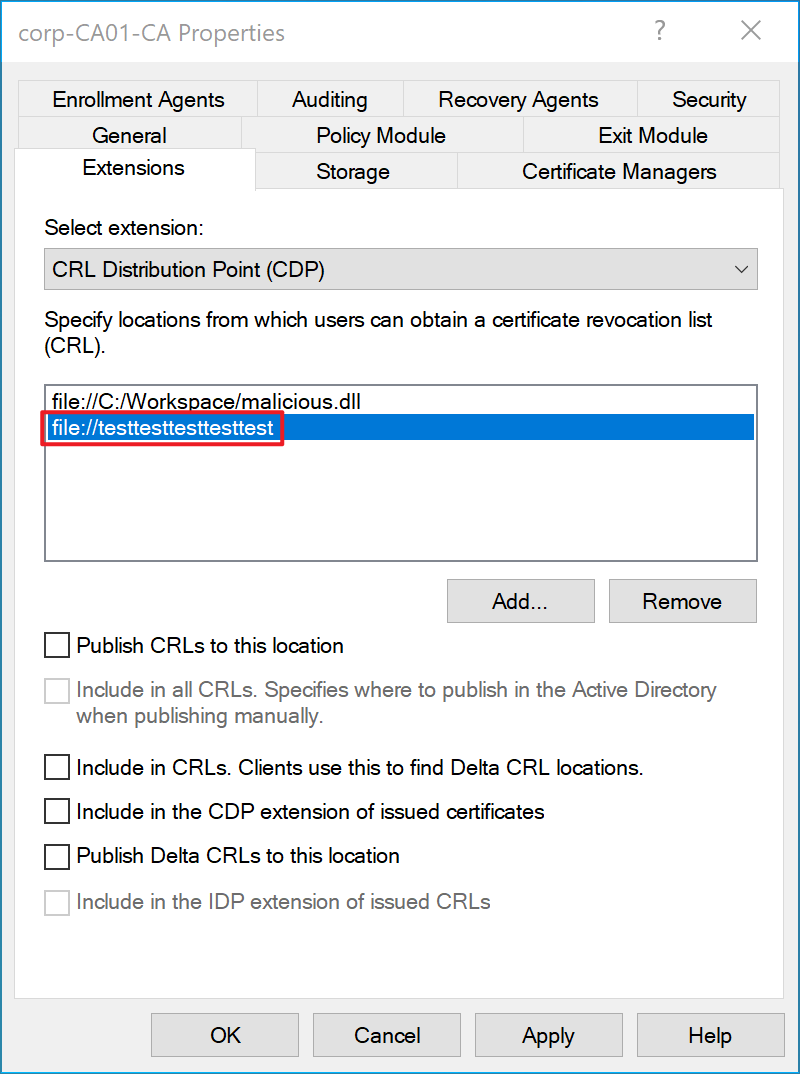 corp-CA01-CA Properties
?
Enrollment Agents Auditing Recovery Agents Security
General Policy Module Exit Module
Extensions Storage Certificate Managers
Select extension:
CRL Distribution Point (CDP)
Specify locations from which users can obtain a certificate revocation list
(CRL).
file://C:/Workspace/malicious.dll
file://testtesttesttesttest
Add... Remove
Publish CRLs to this location
Include in all CRLs. Specifies where to publish in the Active Directory
when publishing manually.
Include in CRLs. Clients use this to find Delta CRL locations.
Include in the CDP extension of issued certificates
Publish Delta CRLs to this location
Include in the IDP extension of issued CRLs
OK Cancel Apply Help